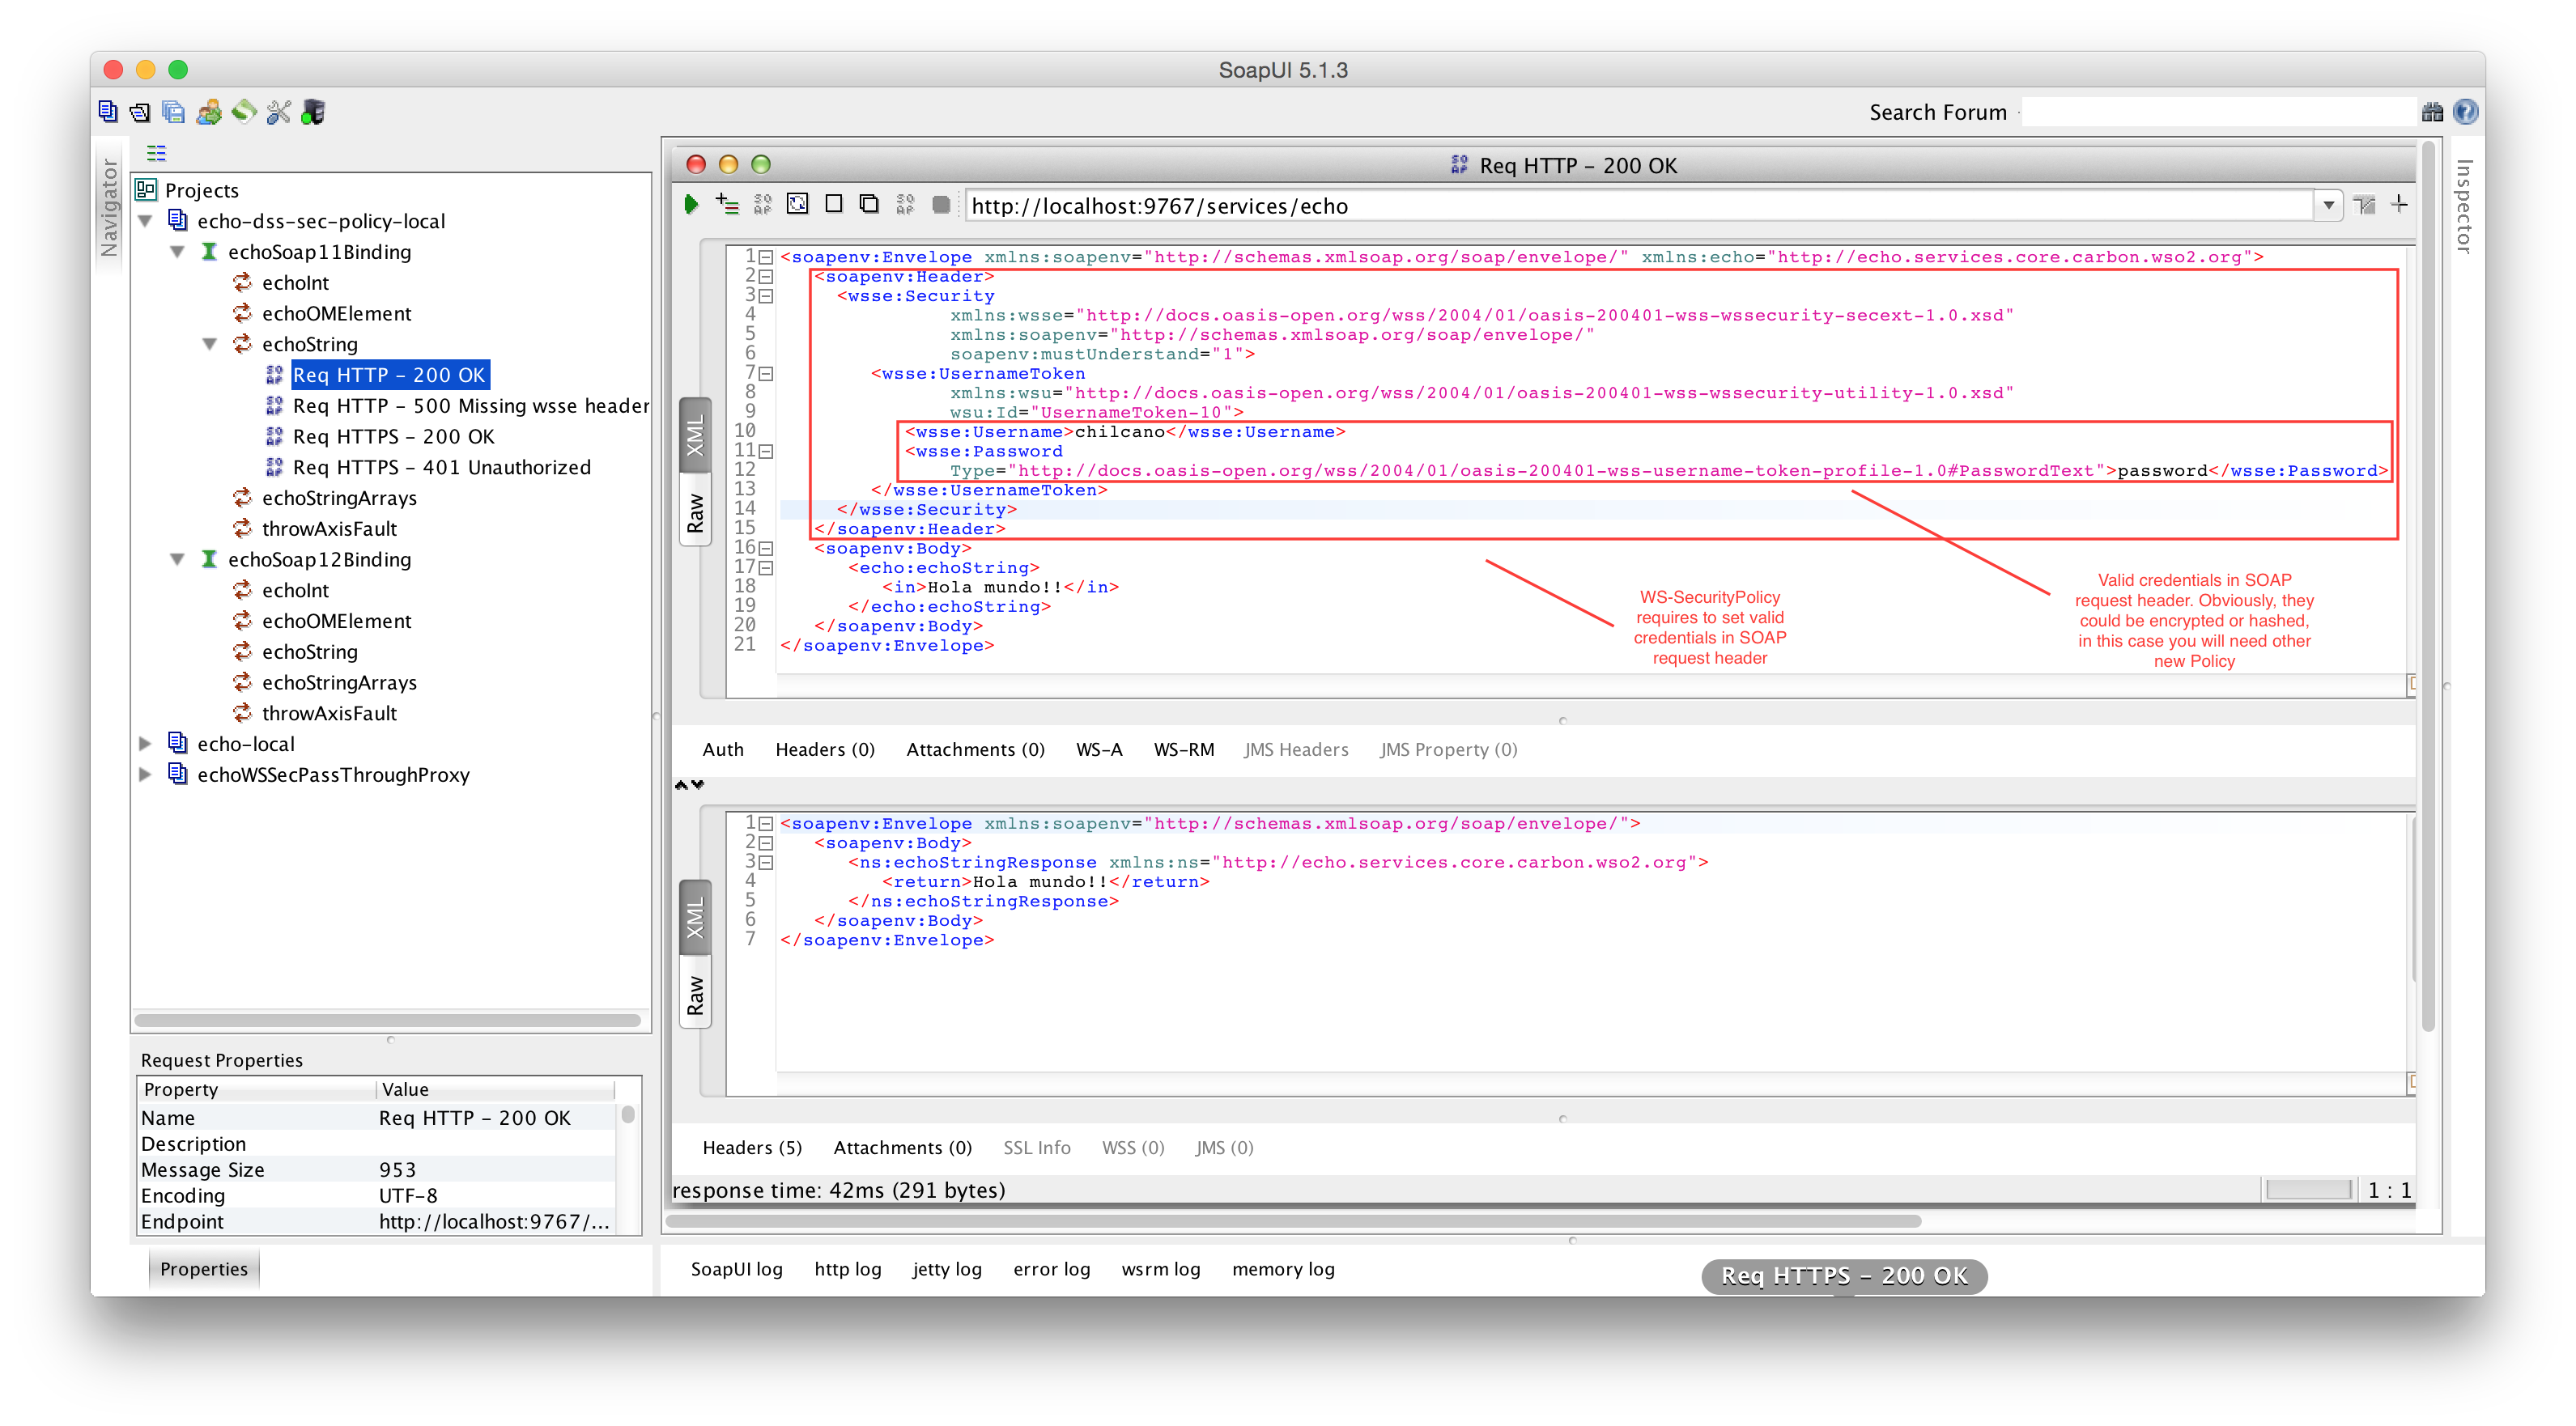 SoapUI 5.1.3
Search Forum
Navigator
Projects
echo-dss-sec-policy-local
echoSoap11Binding
echoInt
echoOMElement
echoString
Req HTTP - 200 OK
Req HTTP - 500 Missing wsse header
Req HTTPS - 200 OK
Req HTTPS - 401 Unauthorized
echoStringArrays
throwAxisFault
echoSoap12Binding
echoInt
echoOMElement
echoString
echoStringArrays
throwAxisFault
echo-local
echoWSSecPassThroughProxy
Request Properties
Property Value
Name Req HTTP - 200 OK
Description
Message Size 953
Encoding UTF-8
Endpoint http://localhost:9767/...
Properties
Req HTTP - 200 OK
http://localhost:9767/services/echo
XML
Raw
1 <soapenv:Envelope xmlns:soapenv="http://schemas.xmlsoap.org/soap/envelope/" xmlns:echo="http://echo.services.core.carbon.wso2.org">
2 <soapenv:Header>
3 <wsse:Security
4 xmlns:wsse="http://docs.oasis-open.org/wss/2004/01/oasis-200401-wss-wssecurity-secext-1.0.xsd"
5 xmlns:soapenv="http://schemas.xmlsoap.org/soap/envelope/"
6 soapenv:mustUnderstand="1">
7 <wsse:UsernameToken
8 xmlns:wsu="http://docs.oasis-open.org/wss/2004/01/oasis-200401-wss-wssecurity-utility-1.0.xsd"
9 wsu:Id="UsernameToken-10">
10 <wsse:Username>chilcano</wsse:Username>
11 <wsse:Password
12 Type="http://docs.oasis-open.org/wss/2004/01/oasis-200401-wss-username-token-profile-1.0#PasswordText">password</wsse:Password>
13 </wsse:UsernameToken>
14 </wsse:Security>
15 </soapenv:Header>
16 <soapenv:Body>
17 <echo:echoString>
18 <in>Hola mundo!!</in>
19 </echo:echoString>
20 </soapenv:Body>
21 </soapenv:Envelope>
WS-SecurityPolicy
requires to set valid
credentials in SOAP
request header
Valid credentials in SOAP
request header. Obviously, they
could be encrypted or hashed,
in this case you will need other
new Policy
Auth Headers (0) Attachments (0) WS-A WS-RM JMS Headers JMS Property (0)
XML
Raw
1 <soapenv:Envelope xmlns:soapenv="http://schemas.xmlsoap.org/soap/envelope/">
2 <soapenv:Body>
3 <ns:echoStringResponse xmlns:ns="http://echo.services.core.carbon.wso2.org">
4 <return>Hola mundo!!</return>
5 </ns:echoStringResponse>
6 </soapenv:Body>
7 </soapenv:Envelope>
Headers (5) Attachments (0) SSL Info WSS (0) JMS (0)
response time: 42ms (291 bytes)
1 : 1
SoapUI log http log jetty log error log wsrm log memory log
Req HTTPS - 200 OK
Inspector